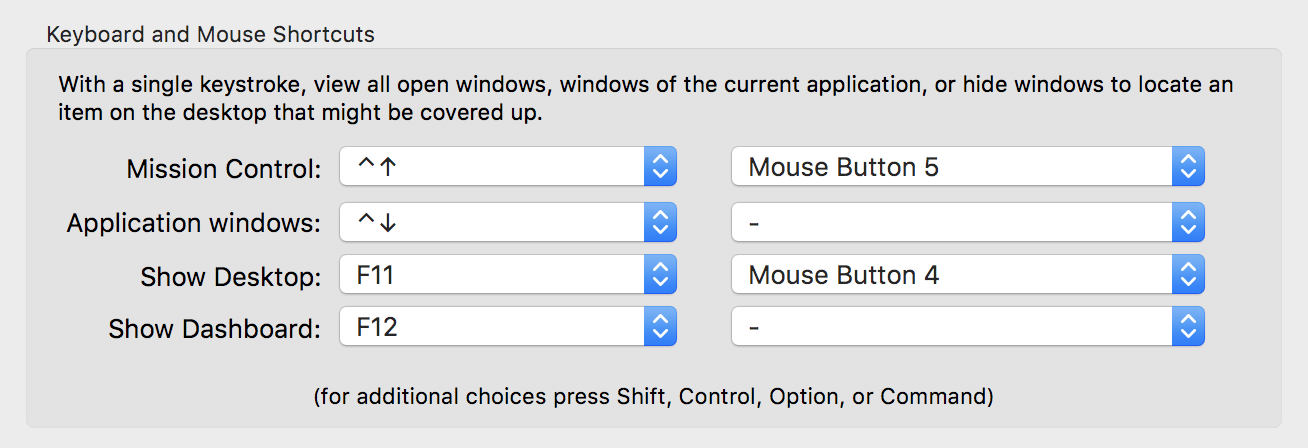 Keyboard and Mouse Shortcuts
With a single keystroke, view all open windows, windows of the current application, or hide windows to locate an
item on the desktop that might be covered up.
Mission Control: ^↑ Mouse Button 5
Application windows: ^↓ -
Show Desktop: F11 Mouse Button 4
Show Dashboard: F12 -
(for additional choices press Shift, Control, Option, or Command)